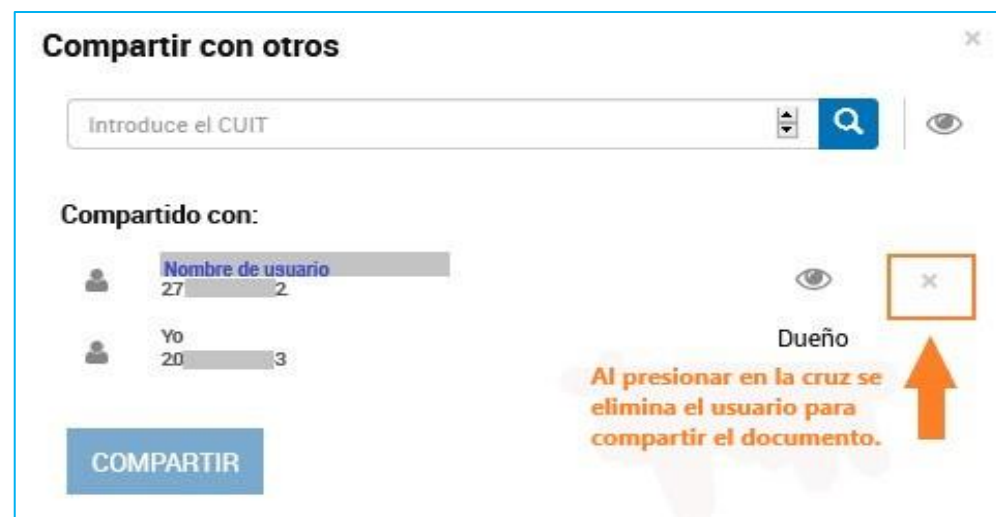 Compartir con otros
Introduce el CUIT
Compartido con:
Nombre de usuario
27 2
Yo
20 3
Dueño
Al presionar en la cruz se
elimina el usuario para
compartir el documento.
COMPARTIR